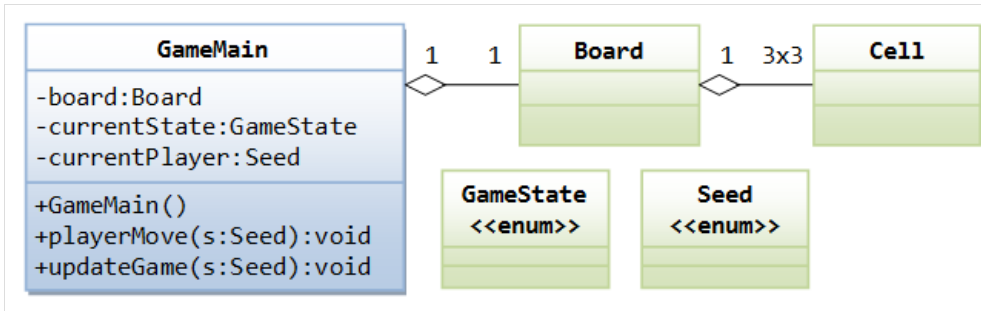 GameMain
-board:Board
-currentState:GameState
-currentPlayer:Seed
+GameMain()
+playerMove(s:Seed):void
+updateGame(s:Seed):void
1 1
Board
1 3x3
Cell
GameState
<<enum>>
Seed
<<enum>>